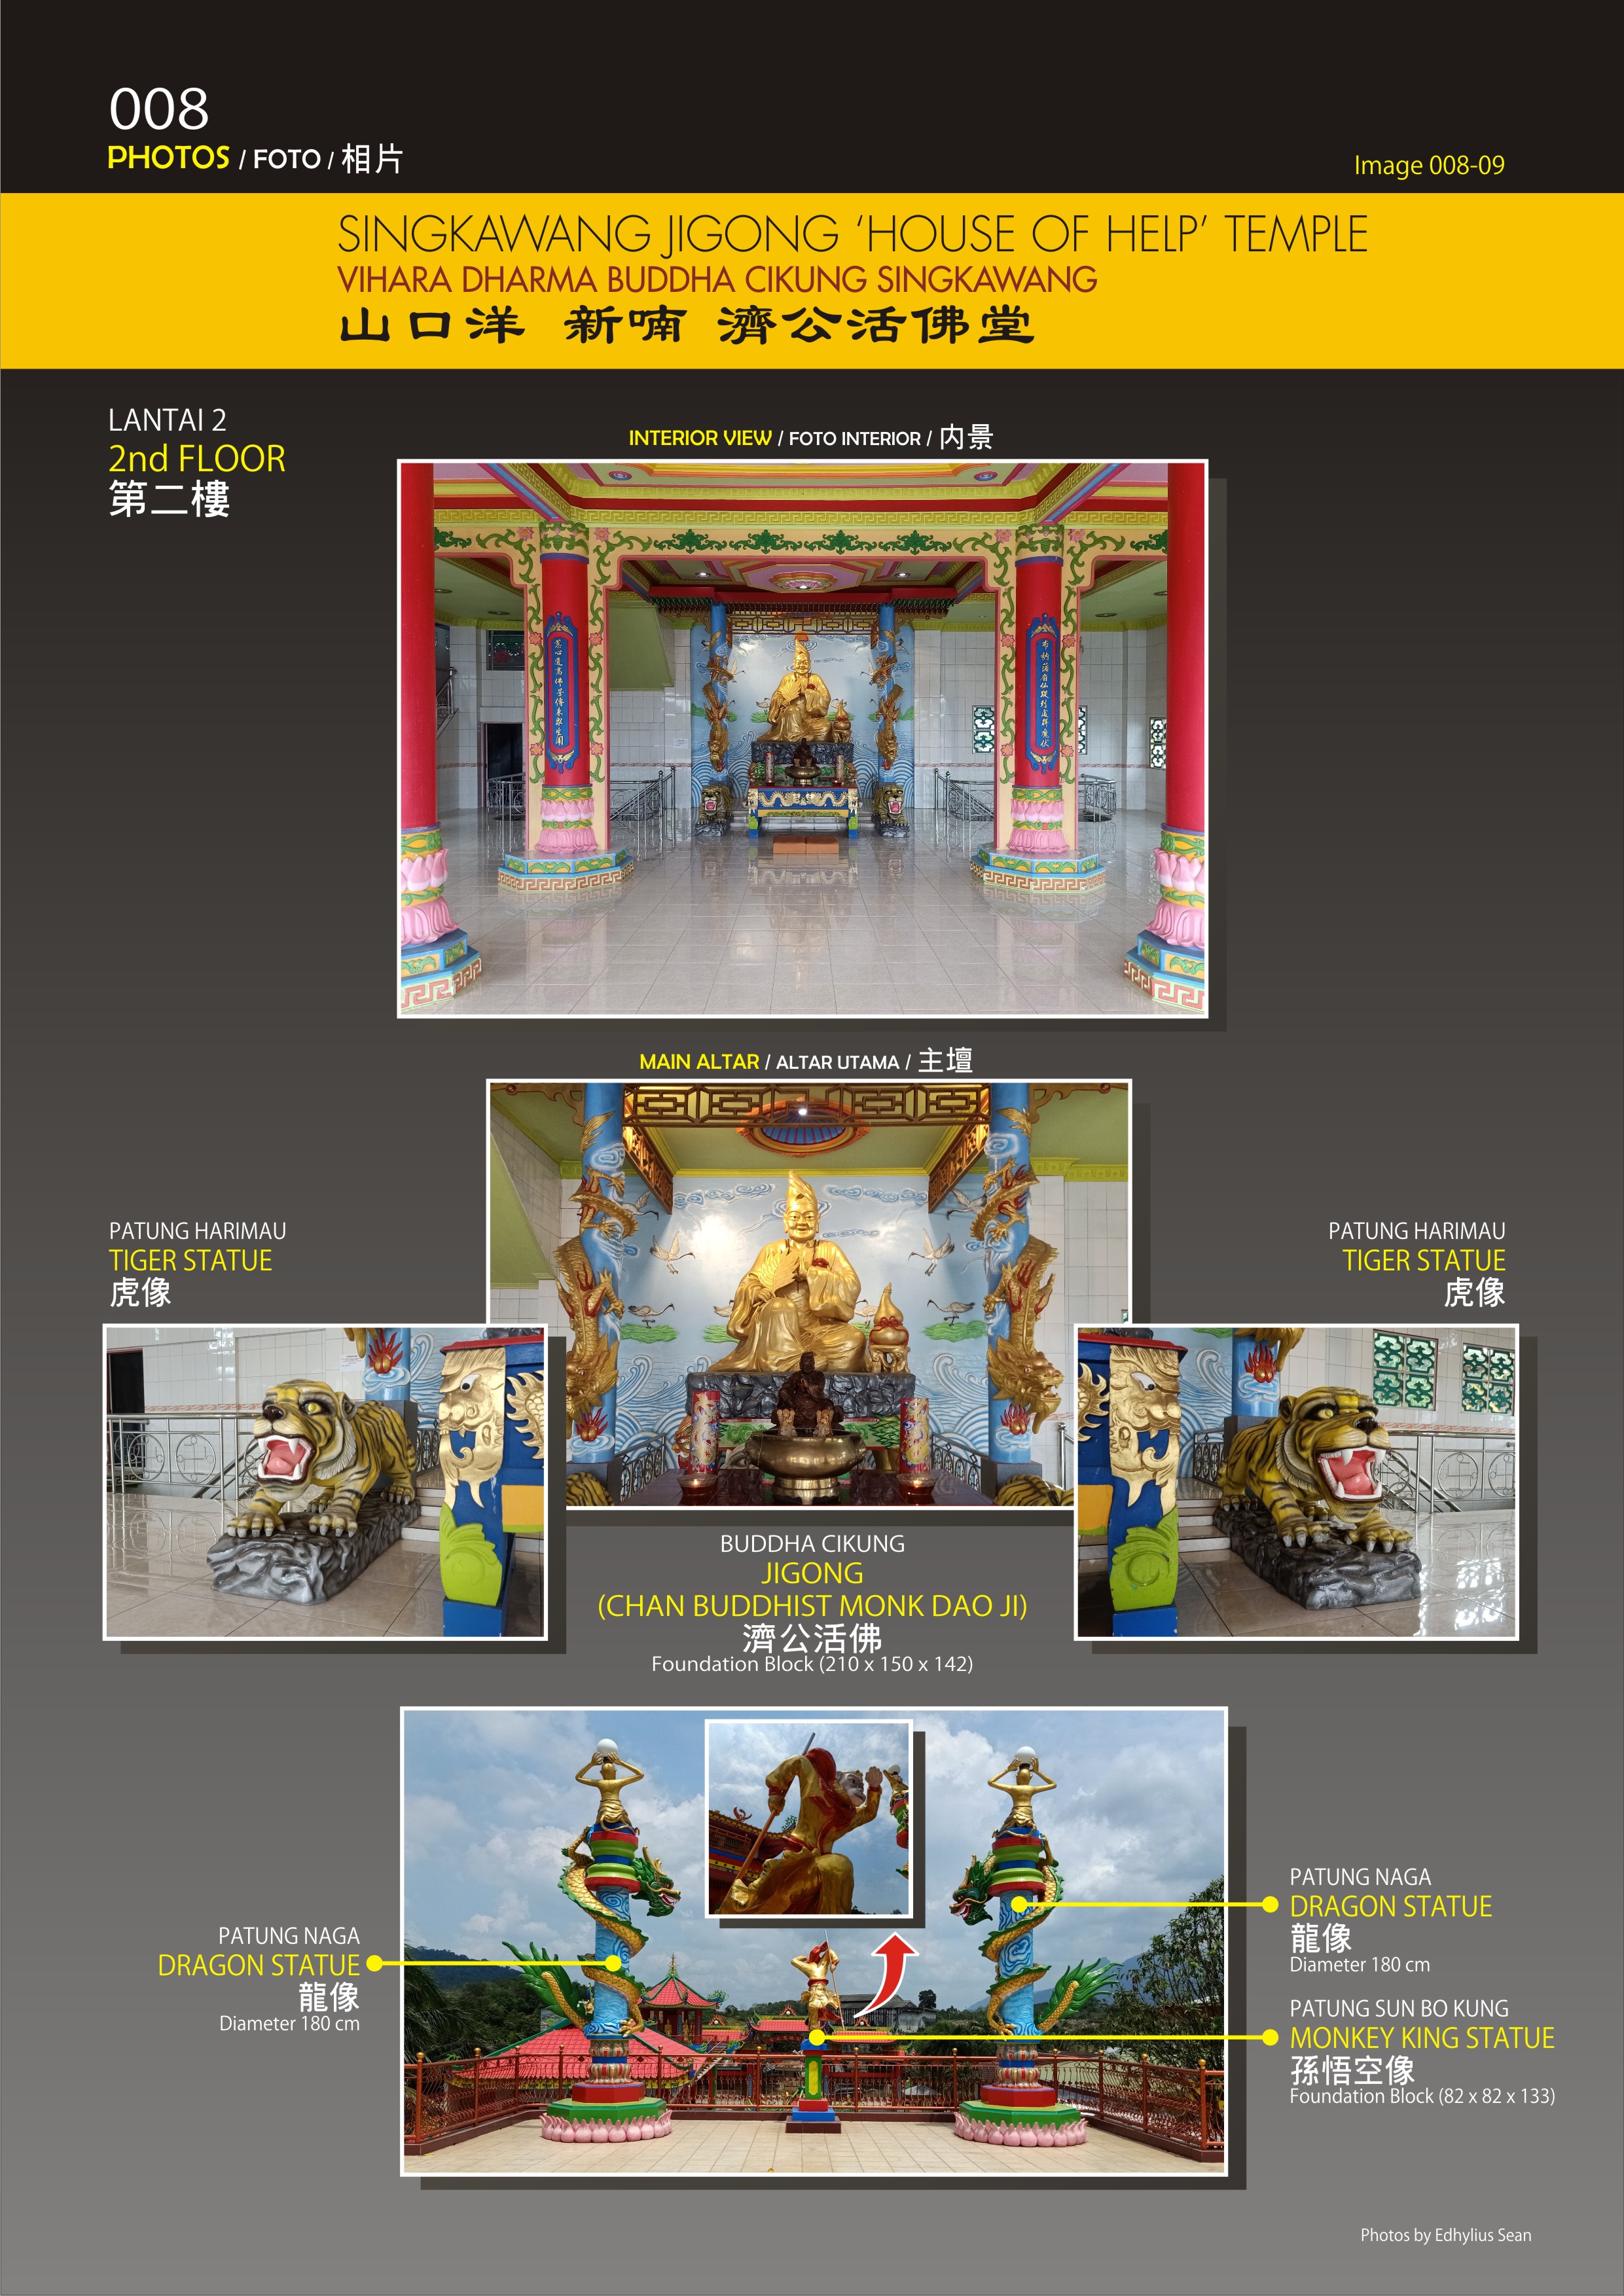 008
PHOTOS / FOTO / 相片
Image 008-09
SINGKAWANG JIGONG ‘HOUSE OF HELP’ TEMPLE
VIHARA DHARMA BUDDHA CIKUNG SINGKAWANG
山口洋 新喃 濟公活佛堂
LANTAI 2
2nd FLOOR
第二樓
INTERIOR VIEW / FOTO INTERIOR / 内景
MAIN ALTAR / ALTAR UTAMA / 主壇
PATUNG HARIMAU
TIGER STATUE
虎像
PATUNG HARIMAU
TIGER STATUE
虎像
BUDDHA CIKUNG
JIGONG
(CHAN BUDDHIST MONK DAO JI)
濟公活佛
Foundation Block (210 x 150 x 142)
PATUNG NAGA
DRAGON STATUE
龍像
Diameter 180 cm
PATUNG NAGA
DRAGON STATUE
龍像
Diameter 180 cm
PATUNG SUN BO KUNG
MONKEY KING STATUE
孫悟空像
Foundation Block (82 x 82 x 133)
Photos by Edhylius Sean